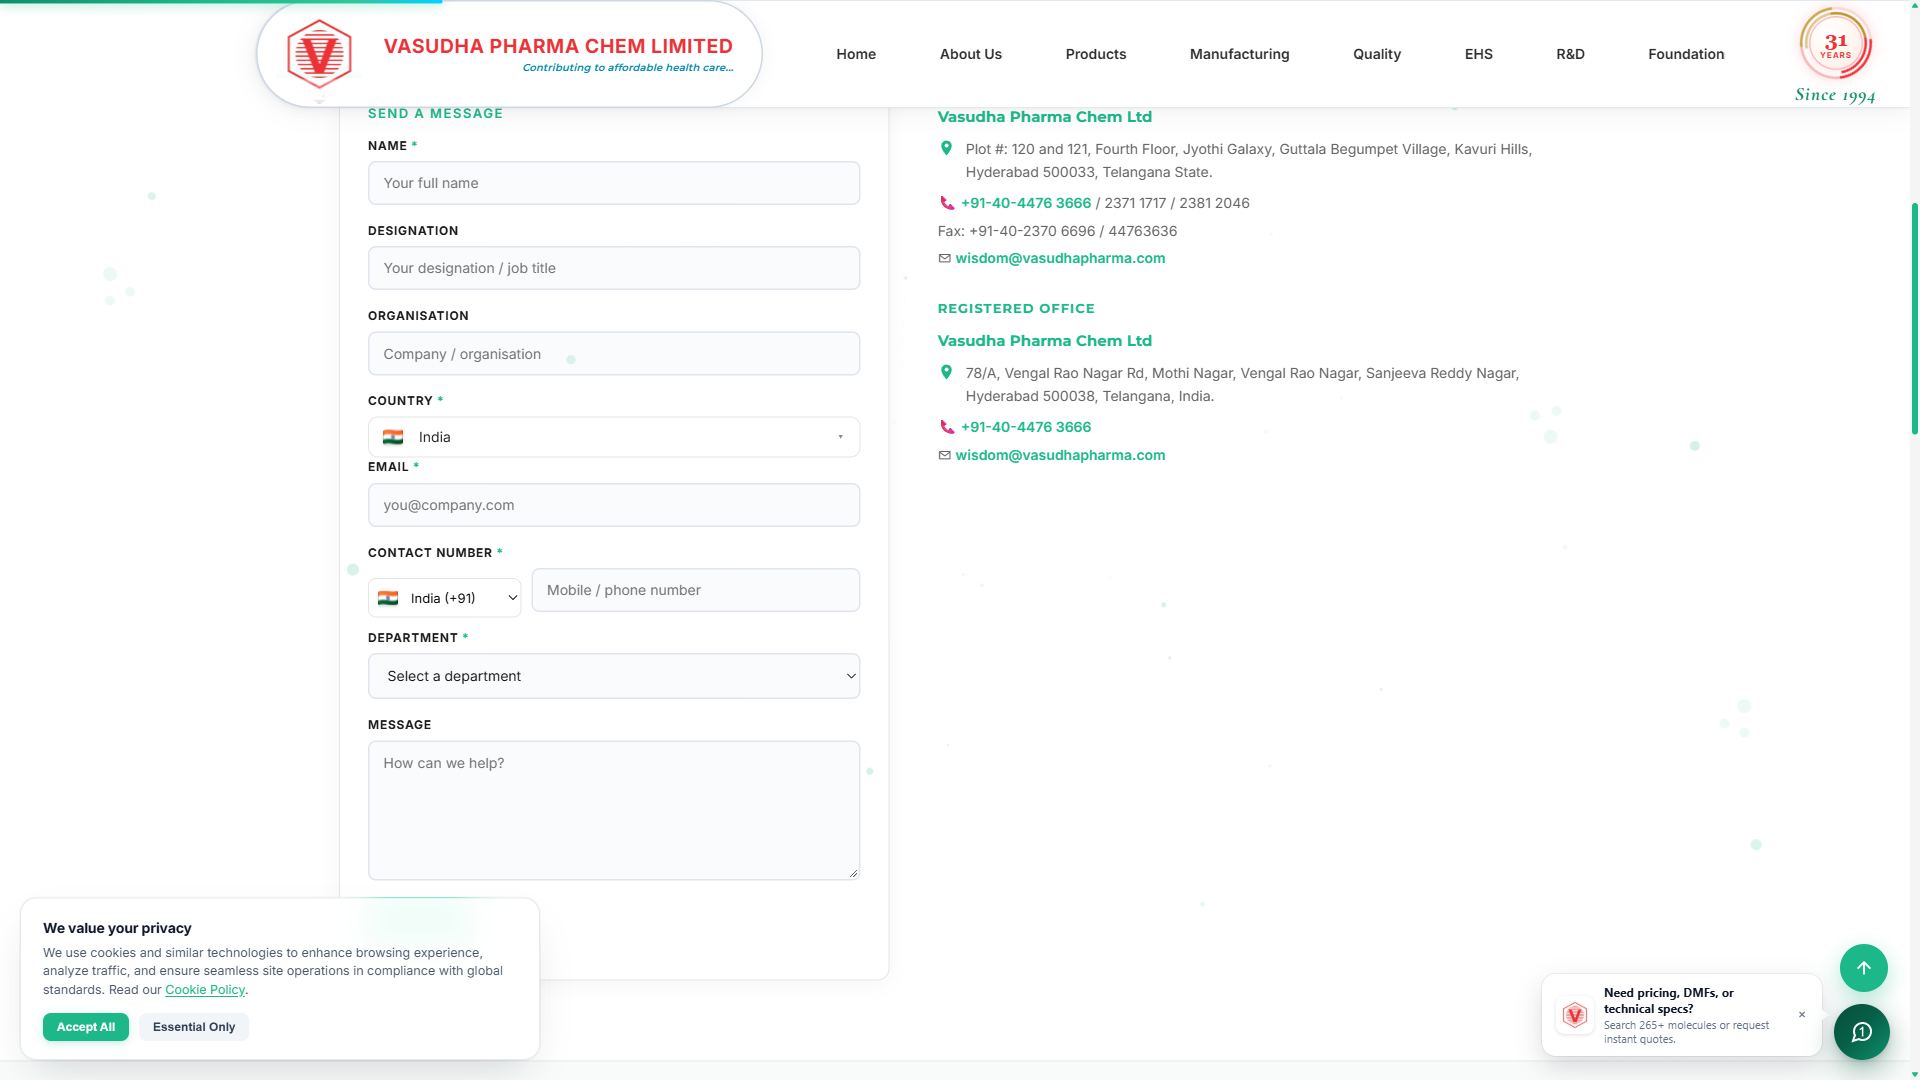 VASUDHA PHARMA CHEM LIMITED
Contributing to affordable health care...
Home
About Us
Products
Manufacturing
Quality
EHS
R&D
Foundation
31
YEARS
Since 1994
SEND A MESSAGE
NAME *
Your full name
DESIGNATION
Your designation / job title
ORGANISATION
Company / organisation
COUNTRY *
India
EMAIL *
you@company.com
CONTACT NUMBER *
India (+91)
Mobile / phone number
DEPARTMENT *
Select a department
MESSAGE
How can we help?
Vasudha Pharma Chem Ltd
Plot #: 120 and 121, Fourth Floor, Jyothi Galaxy, Guttala Begumpet Village, Kavuri Hills,
Hyderabad 500033, Telangana State.
+91-40-4476 3666 / 2371 1717 / 2381 2046
Fax: +91-40-2370 6696 / 44763636
wisdom@vasudhapharma.com
REGISTERED OFFICE
Vasudha Pharma Chem Ltd
78/A, Vengal Rao Nagar Rd, Mothi Nagar, Vengal Rao Nagar, Sanjeeva Reddy Nagar,
Hyderabad 500038, Telangana, India.
+91-40-4476 3666
wisdom@vasudhapharma.com
We value your privacy
We use cookies and similar technologies to enhance browsing experience,
analyze traffic, and ensure seamless site operations in compliance with global
standards. Read our Cookie Policy.
Accept All
Essential Only
Need pricing, DMFs, or
technical specs?
Search 265+ molecules or request
instant quotes.
×
1